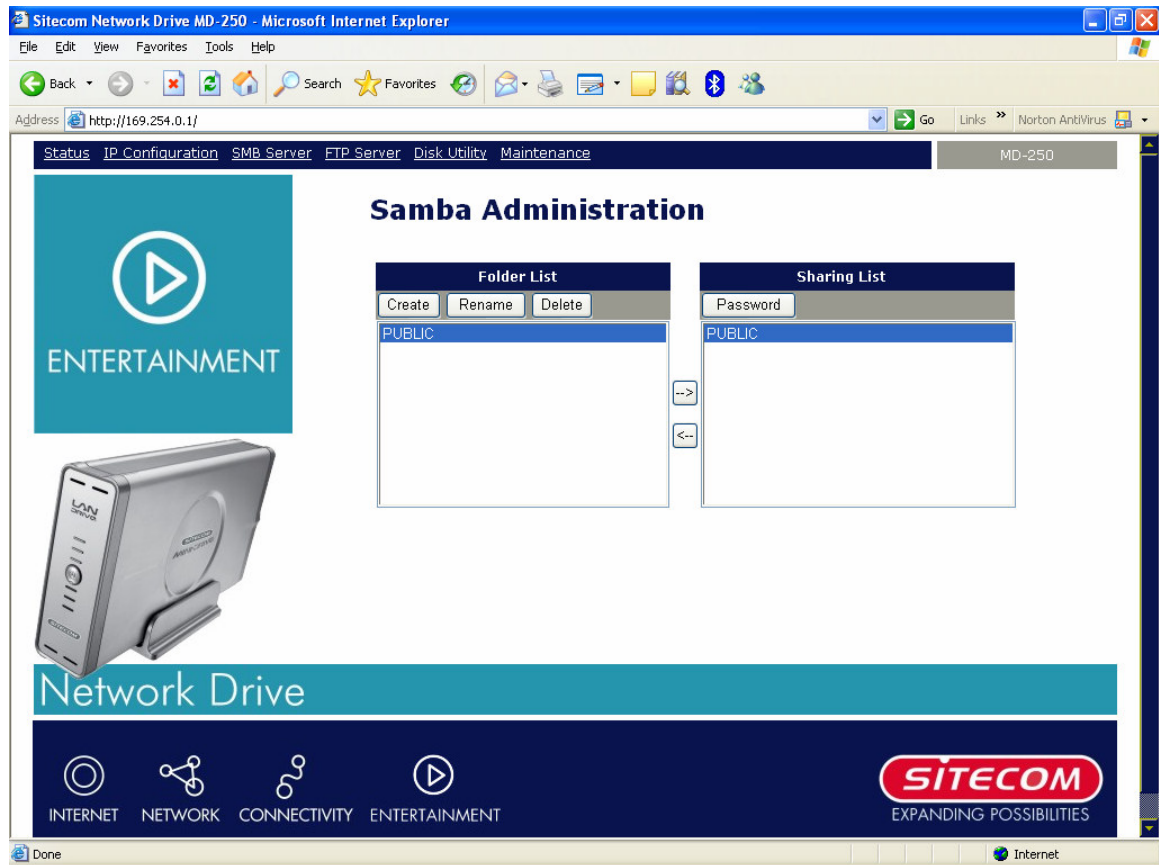 Sitecom Network Drive MD-250 - Microsoft Internet Explorer
File Edit View Favorites Tools Help
Back Search Favorites
Address http://169.254.0.1/ Go Links » Norton AntiVirus
Status IP Configuration SMB Server FTP Server Disk Utility Maintenance MD-250
Samba Administration
Folder List Sharing List
Create Rename Delete Password
PUBLIC PUBLIC
-->
<--
ENTERTAINMENT
LAN
DRIVE
SITECOM
Network Drive
INTERNET NETWORK CONNECTIVITY ENTERTAINMENT
SITECOM
EXPANDING POSSIBILITIES
Done Internet